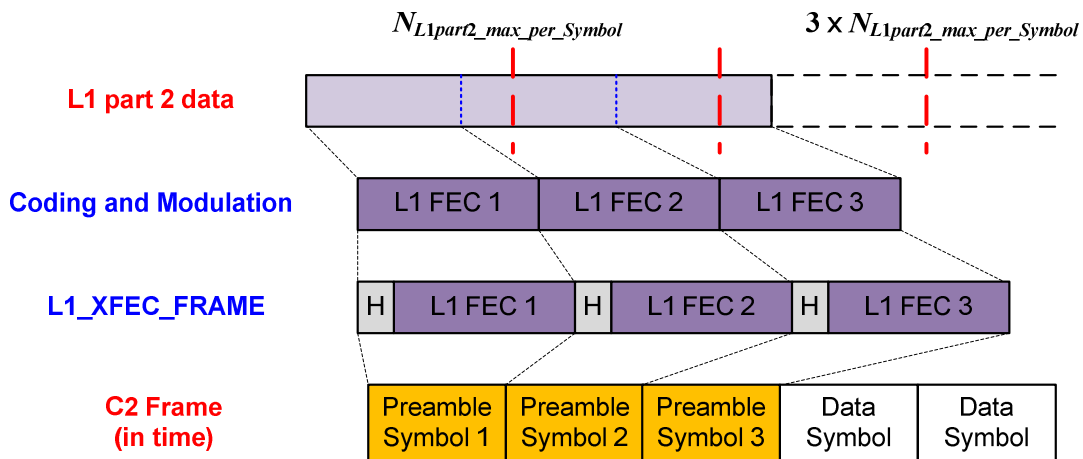 N_L1part2_max_per_Symbol
3 x N_L1part2_max_per_Symbol
L1 part 2 data
Coding and Modulation
L1 FEC 1
L1 FEC 2
L1 FEC 3
L1_XFEC_FRAME
H
L1 FEC 1
H
L1 FEC 2
H
L1 FEC 3
C2 Frame
(in time)
Preamble
Symbol 1
Preamble
Symbol 2
Preamble
Symbol 3
Data
Symbol
Data
Symbol